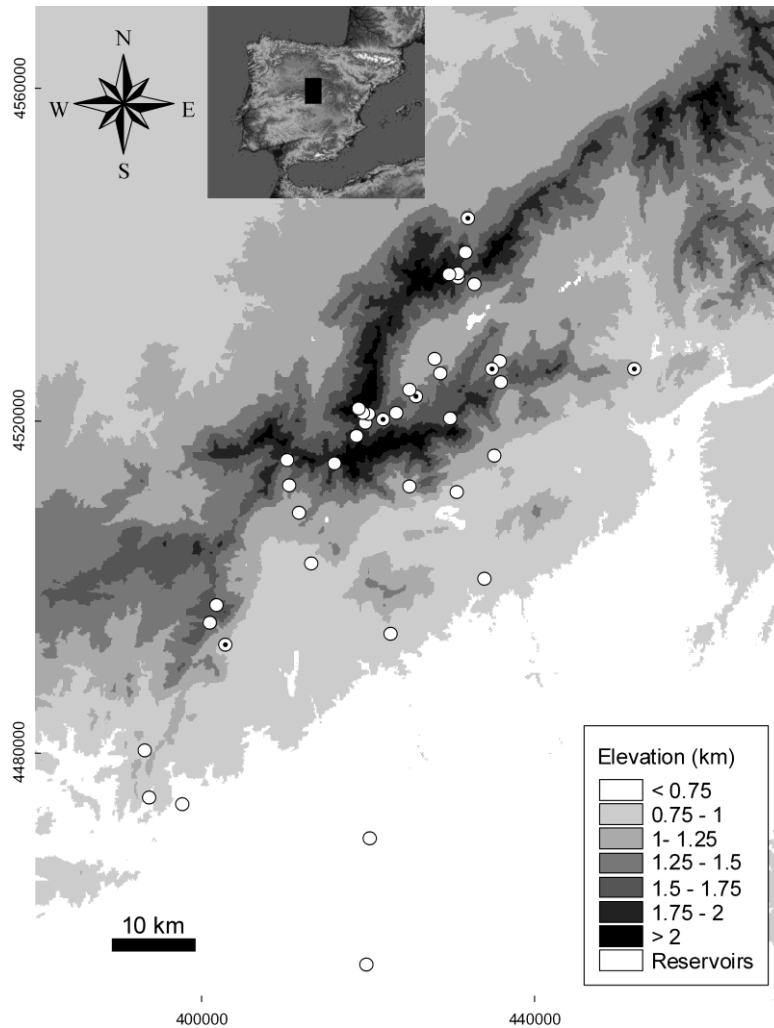 N
W
E
S
4560000
4520000
4480000
Elevation (km)
< 0.75
0.75 - 1
1- 1.25
1.25 - 1.5
1.5 - 1.75
1.75 - 2
> 2
Reservoirs
10 km
400000
440000